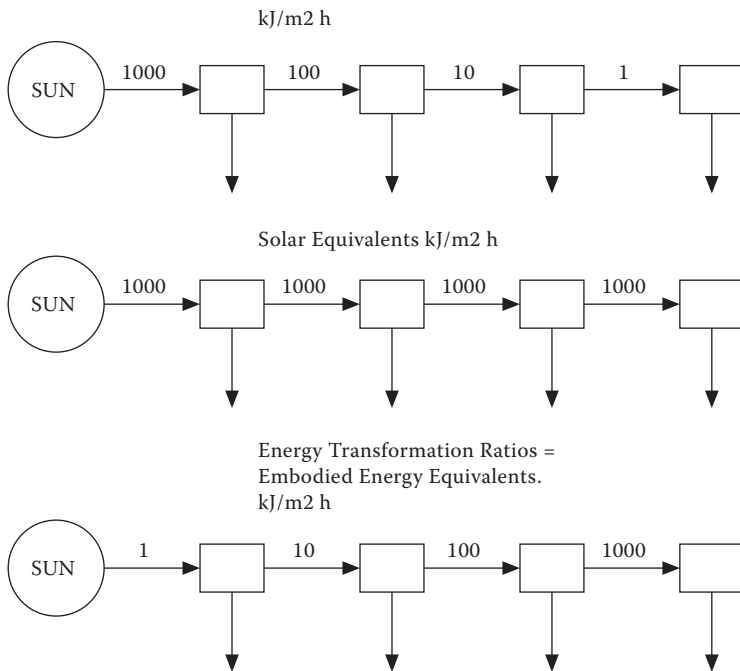 kJ/m2 h
1000 100 10 1
SUN
Solar Equivalents kJ/m2 h
1000 1000 1000 1000
SUN
Energy Transformation Ratios =
Embodied Energy Equivalents.
kJ/m2 h
1 10 100 1000
SUN